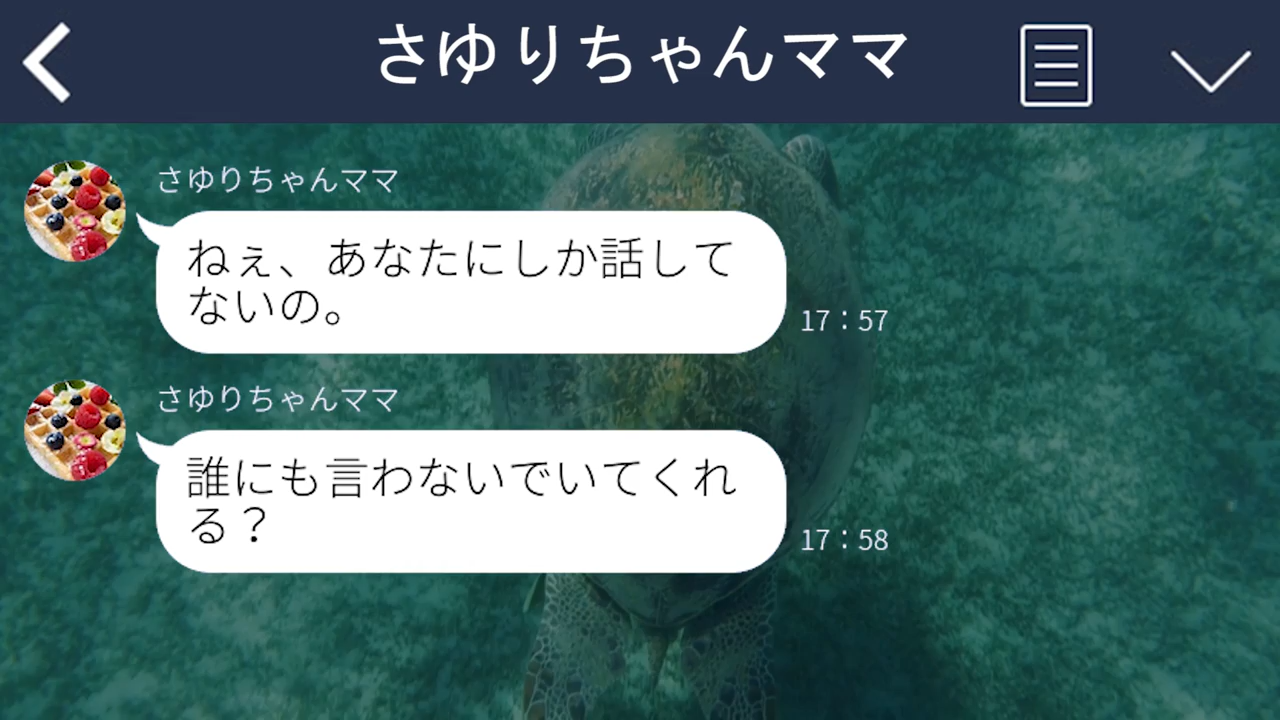 さゆりちゃんママ
さゆりちゃんママ
ねぇ、あなたにしか話して
ないの。
17：57
さゆりちゃんママ
誰にも言わないでいてくれ
る？
17：58